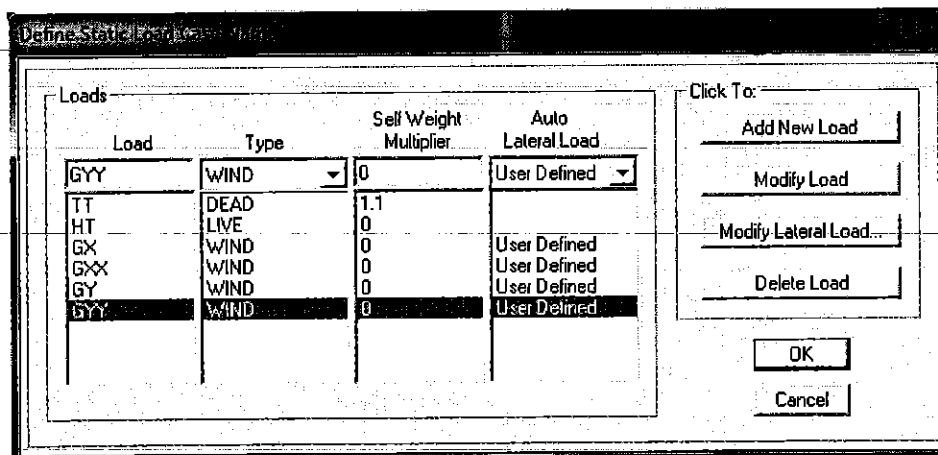 Define Static Load Case Names
Loads
Load Type Self Weight Multiplier Auto Lateral Load
GYY WIND 0 User Defined
TT DEAD 1.1
HT LIVE 0
GX WIND 0 User Defined
GXX WIND 0 User Defined
GY WIND 0 User Defined
GYY WIND 0 User Defined
Click To:
Add New Load
Modify Load
Modify Lateral Load...
Delete Load
OK
Cancel